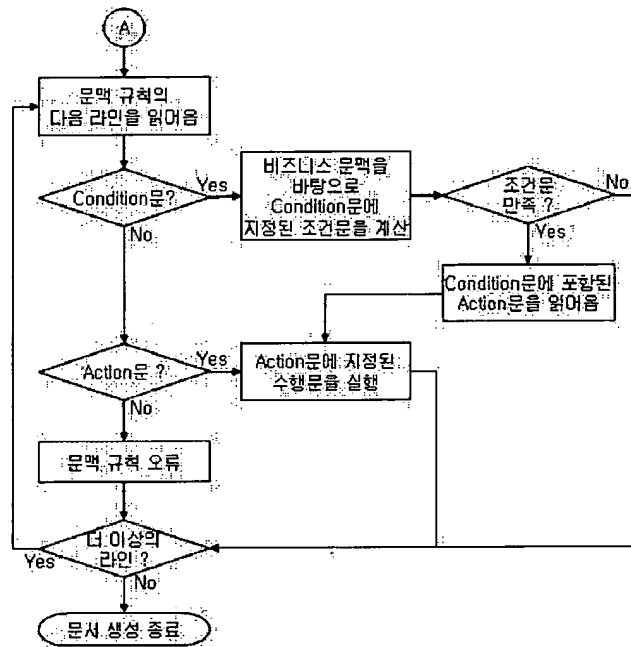 A
문맥 규칙의
다음 라인을 읽어옴
Condition문?
Yes
No
비즈니스 문맥을
바탕으로
Condition문에
지정된 조건문을 계산
조건문
만족 ?
No
Yes
Condition문에 포함된
Action문을 읽어옴
Action문 ?
Yes
No
Action문에 지정된
수행문을 실행
문맥 규칙 오류
더 이상의
라인 ?
Yes
No
문서 생성 종료